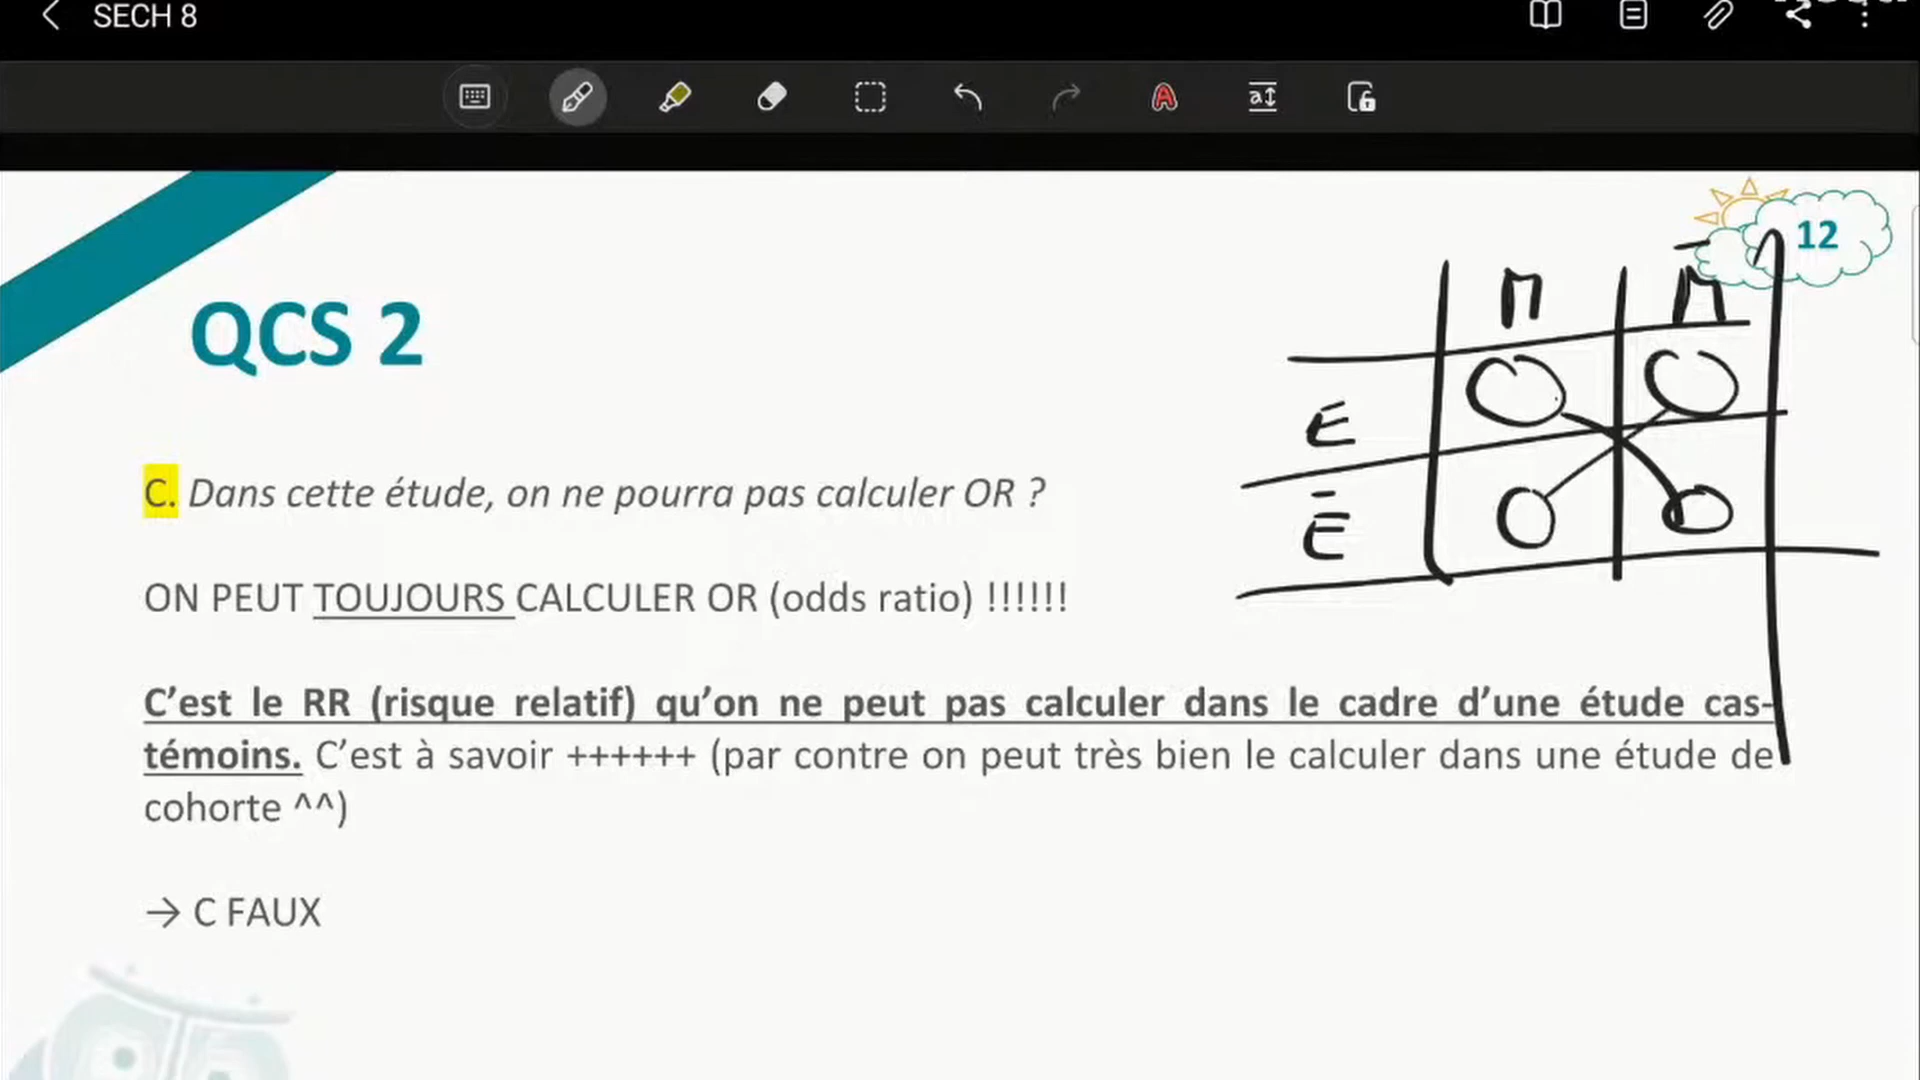 SECH 8
12
QCS 2
M M̄
E
Ē
C. Dans cette étude, on ne pourra pas calculer OR ?
ON PEUT TOUJOURS CALCULER OR (odds ratio) !!!!!!
C’est le RR (risque relatif) qu’on ne peut pas calculer dans le cadre d’une étude cas-
témoins. C’est à savoir ++++++ (par contre on peut très bien le calculer dans une étude de
cohorte ^^)
→ C FAUX